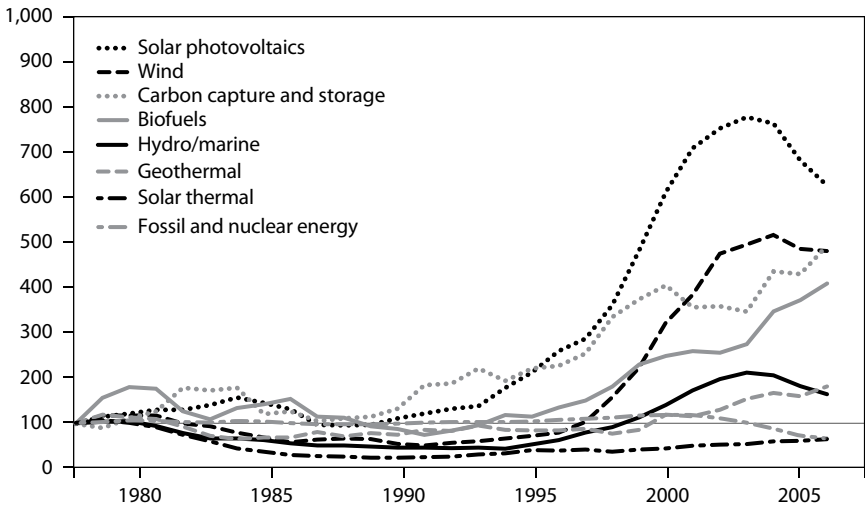 1,000
900
800
700
600
500
400
300
200
100
0
Solar photovoltaics
Wind
Carbon capture and storage
Biofuels
Hydro/marine
Geothermal
Solar thermal
Fossil and nuclear energy
1980 1985 1990 1995 2000 2005